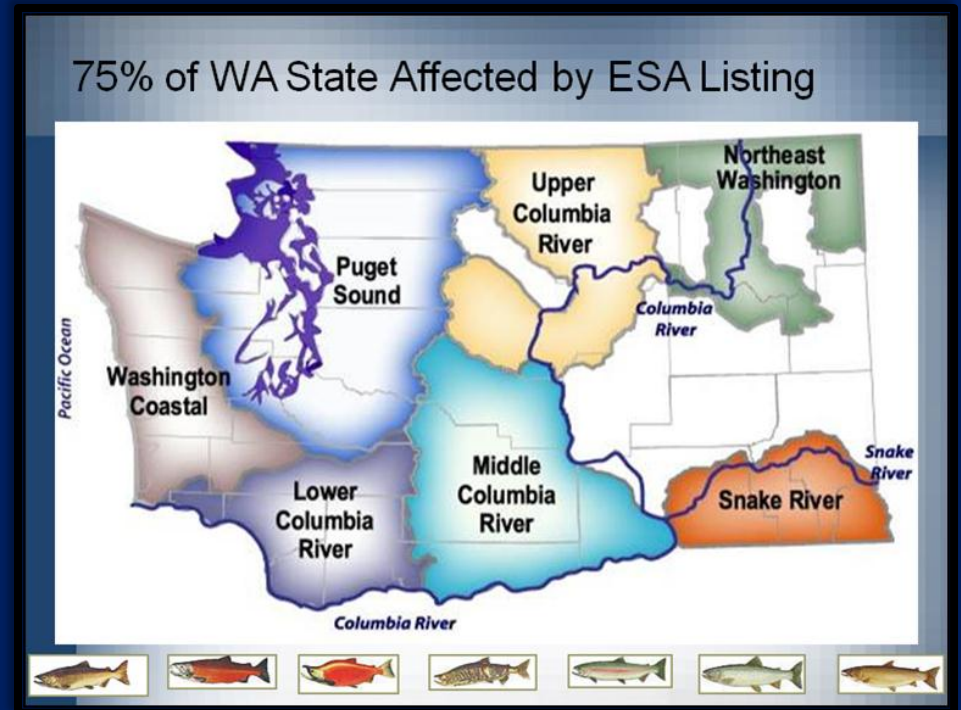 75% of WA State Affected by ESA Listing
Northeast
Washington
Upper
Columbia
River
Puget
Sound
Columbia
River
Pacific Ocean
Washington
Coastal
Snake
River
Middle
Columbia
River
Snake River
Lower
Columbia
River
Columbia River